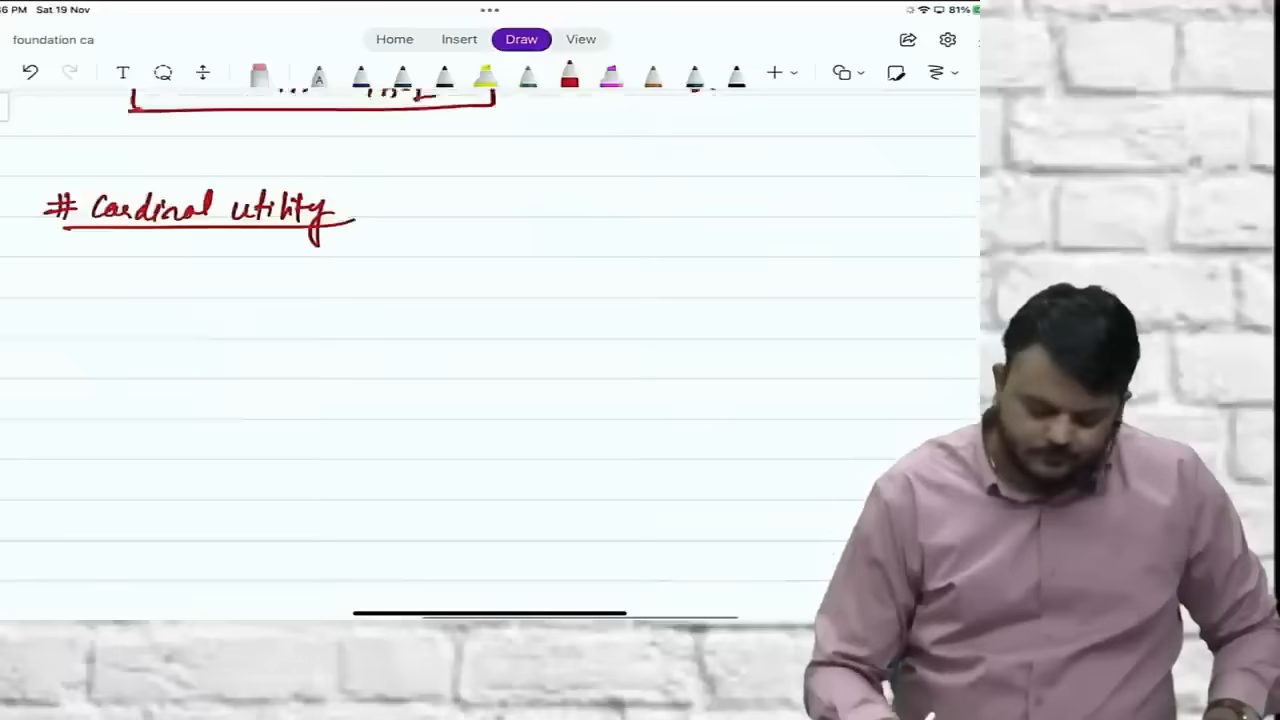 6 PM Sat 19 Nov
81%
foundation ca
Home Insert Draw View
T
A
# Cardinal utility